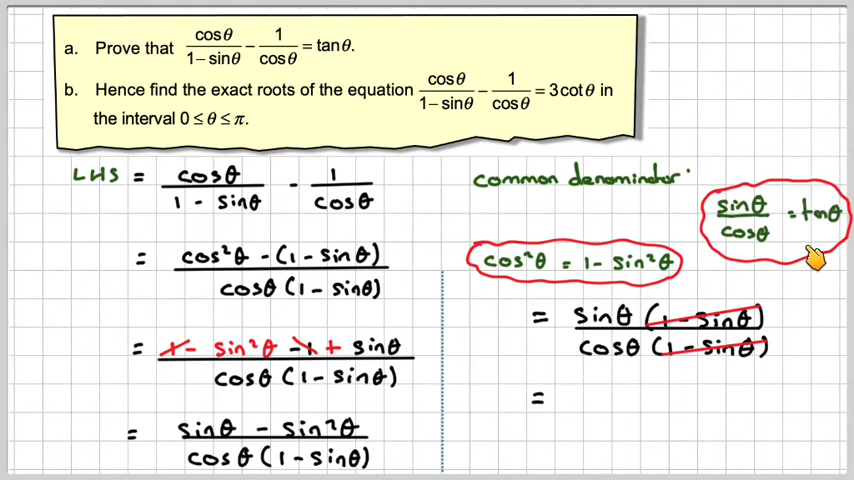 a. Prove that cosθ/(1−sinθ) − 1/cosθ = tanθ.
b. Hence find the exact roots of the equation cosθ/(1−sinθ) − 1/cosθ = 3cotθ in
the interval 0 ≤ θ ≤ π.
LHS = cosθ/(1 - sinθ) - 1/cosθ
= (cos²θ - (1 - sinθ))/(cosθ(1 - sinθ))
= (1 - sin²θ - 1 + sinθ)/(cosθ(1 - sinθ))
= (sinθ - sin²θ)/(cosθ(1 - sinθ))
common denominator:
sinθ/cosθ = tanθ
cos²θ = 1 - sin²θ
= sinθ(1 - sinθ)/cosθ(1 - sinθ)
=